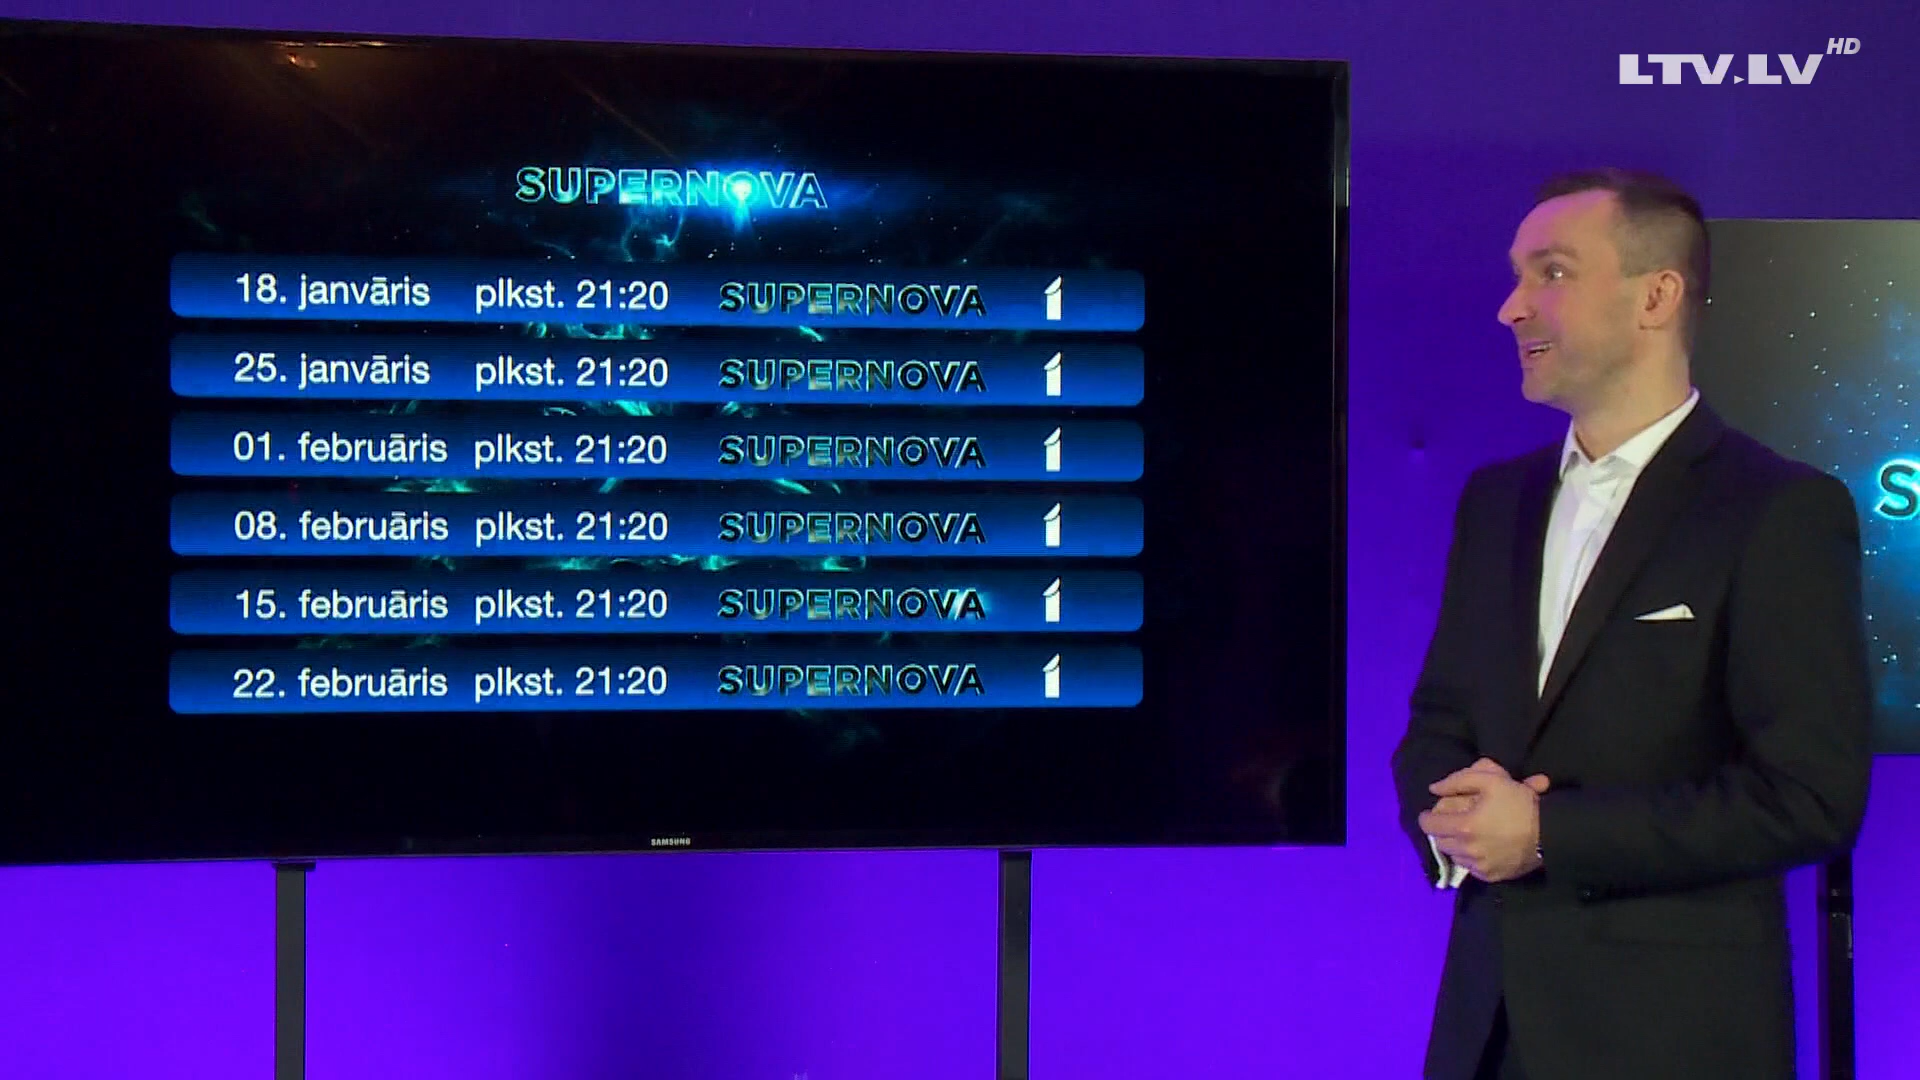 LTV.LV HD
SUPERNOVA
18. janvāris plkst. 21:20 SUPERNOVA 1
25. janvāris plkst. 21:20 SUPERNOVA 1
01. februāris plkst. 21:20 SUPERNOVA 1
08. februāris plkst. 21:20 SUPERNOVA 1
15. februāris plkst. 21:20 SUPERNOVA 1
22. februāris plkst. 21:20 SUPERNOVA 1
SAMSUNG
S